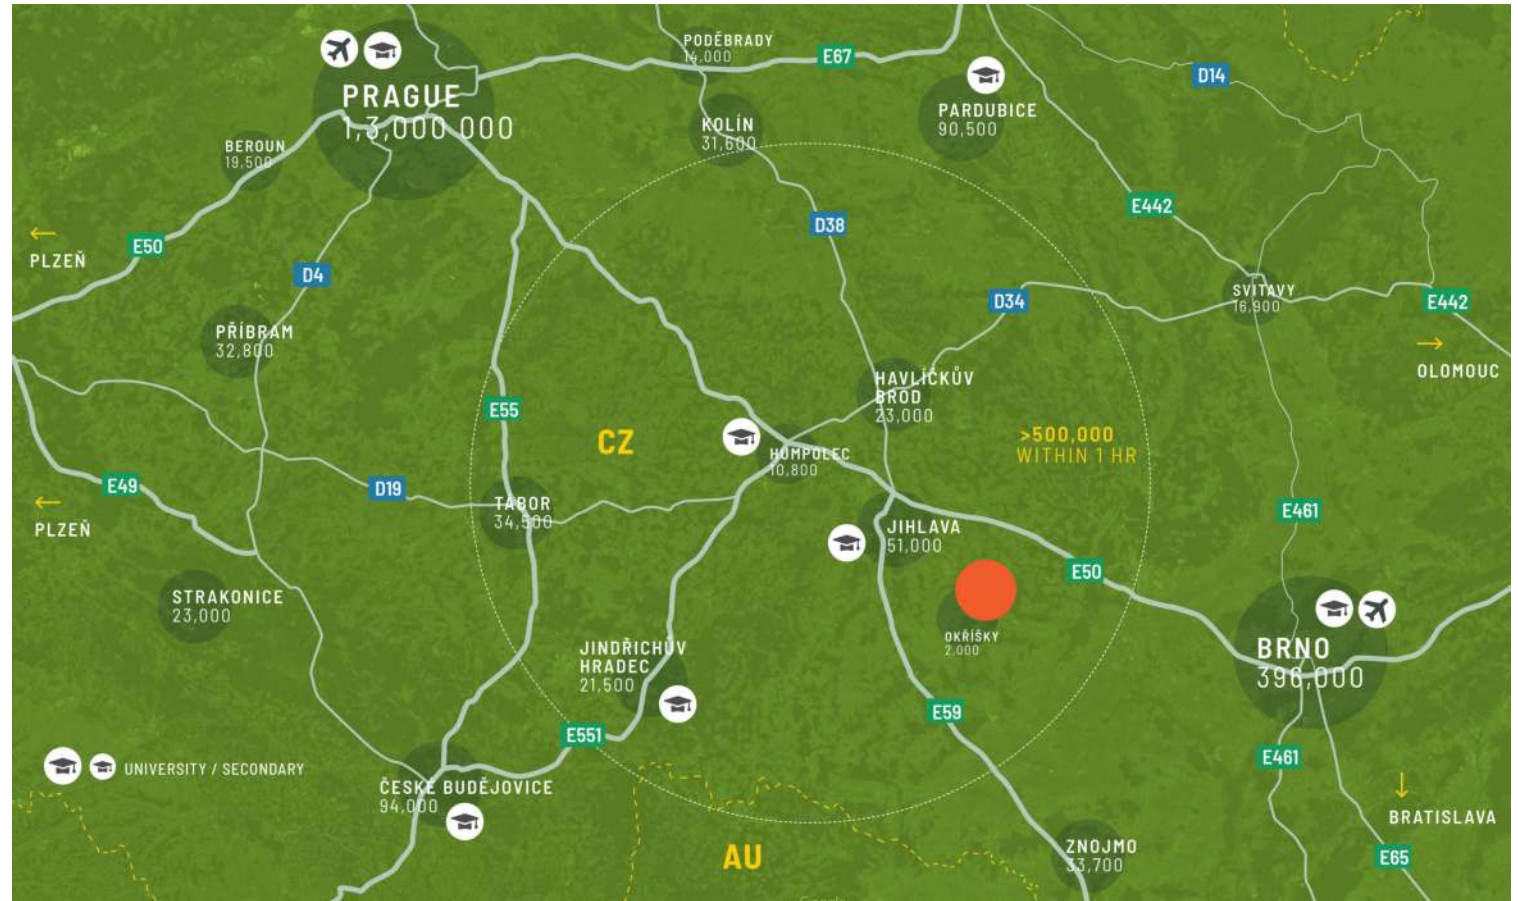 PODĚBRADY
14,000
E67
D14
PRAGUE
1,3,000 000
KOLÍN
31,600
PARDUBICE
90,500
BEROUN
19,500
E50
PLZEŇ
D4
D38
E442
D34
SVITAVY
16,900
E442
OLOMOUC
PŘÍBRAM
32,800
HAVLÍČKŮV
BROD
23,000
E55
CZ
>500,000
WITHIN 1 HR
HUMPOLEC
10,800
E49
PLZEŇ
D19
TÁBOR
34,500
E461
JIHLAVA
51,000
E50
STRAKONICE
23,000
OKŘÍŠKY
2,000
BRNO
396,000
JINDŘICHŮV
HRADEC
21,500
E59
E551
E461
UNIVERSITY / SECONDARY
ČESKÉ BUDĚJOVICE
94,000
BRATISLAVA
AU
ZNOJMO
33,700
E65